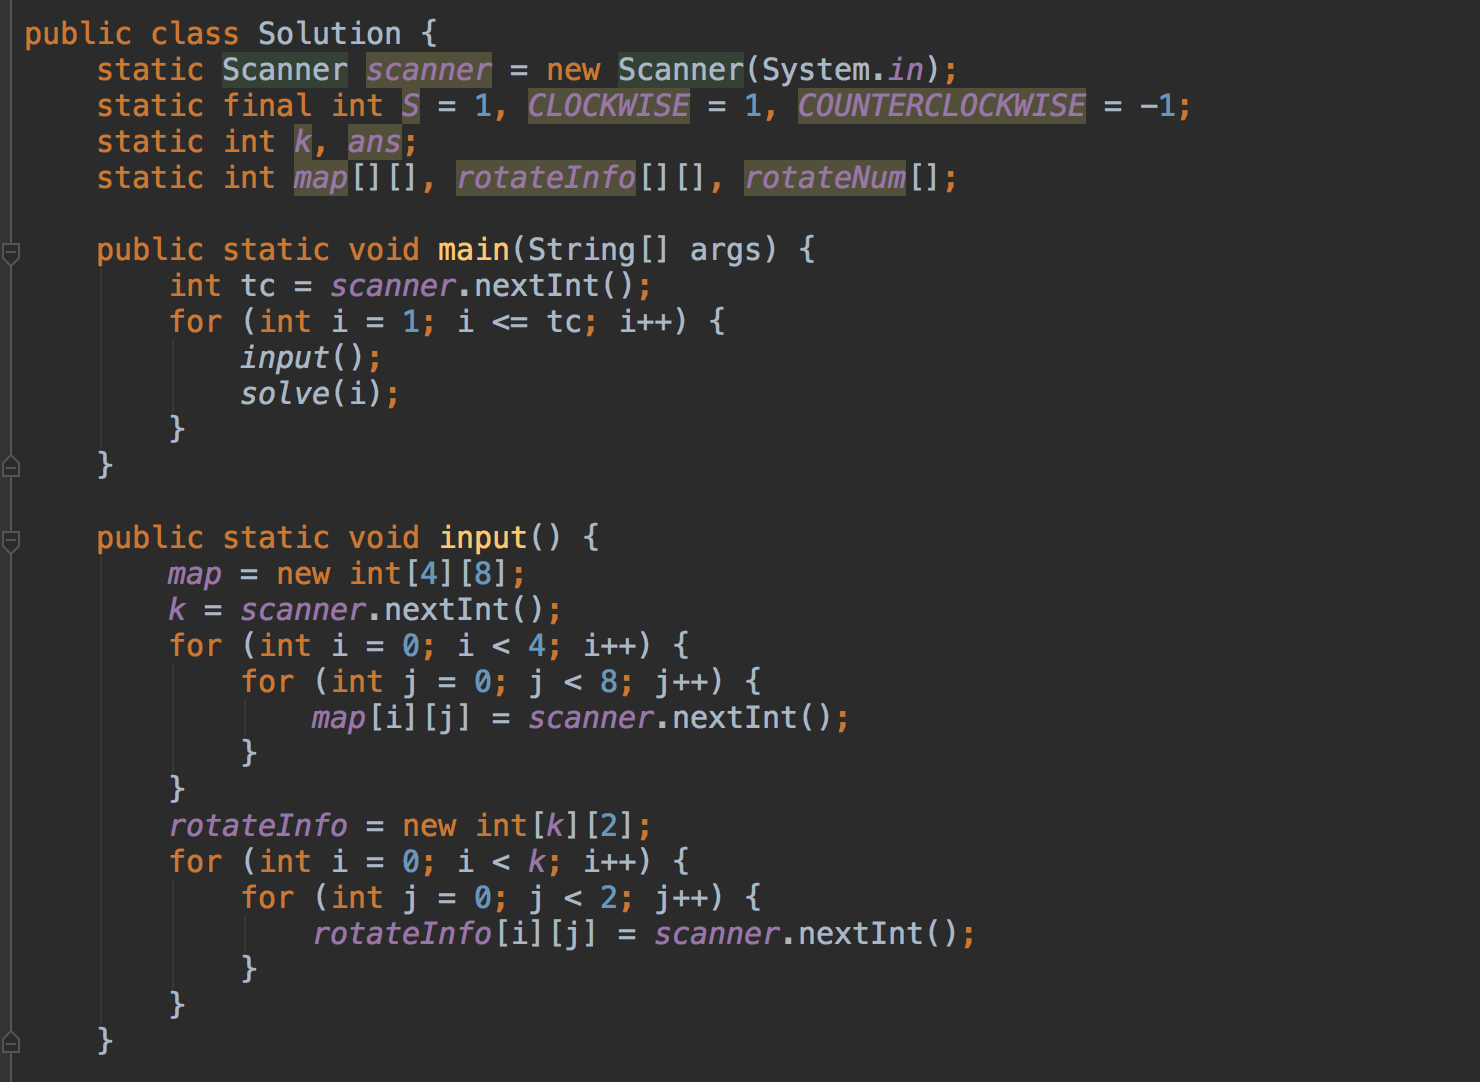 public class Solution {
    static Scanner scanner = new Scanner(System.in);
    static final int S = 1, CLOCKWISE = 1, COUNTERCLOCKWISE = -1;
    static int k, ans;
    static int map[][], rotateInfo[][], rotateNum[];

    public static void main(String[] args) {
        int tc = scanner.nextInt();
        for (int i = 1; i <= tc; i++) {
            input();
            solve(i);
        }
    }

    public static void input() {
        map = new int[4][8];
        k = scanner.nextInt();
        for (int i = 0; i < 4; i++) {
            for (int j = 0; j < 8; j++) {
                map[i][j] = scanner.nextInt();
            }
        }
        rotateInfo = new int[k][2];
        for (int i = 0; i < k; i++) {
            for (int j = 0; j < 2; j++) {
                rotateInfo[i][j] = scanner.nextInt();
            }
        }
    }